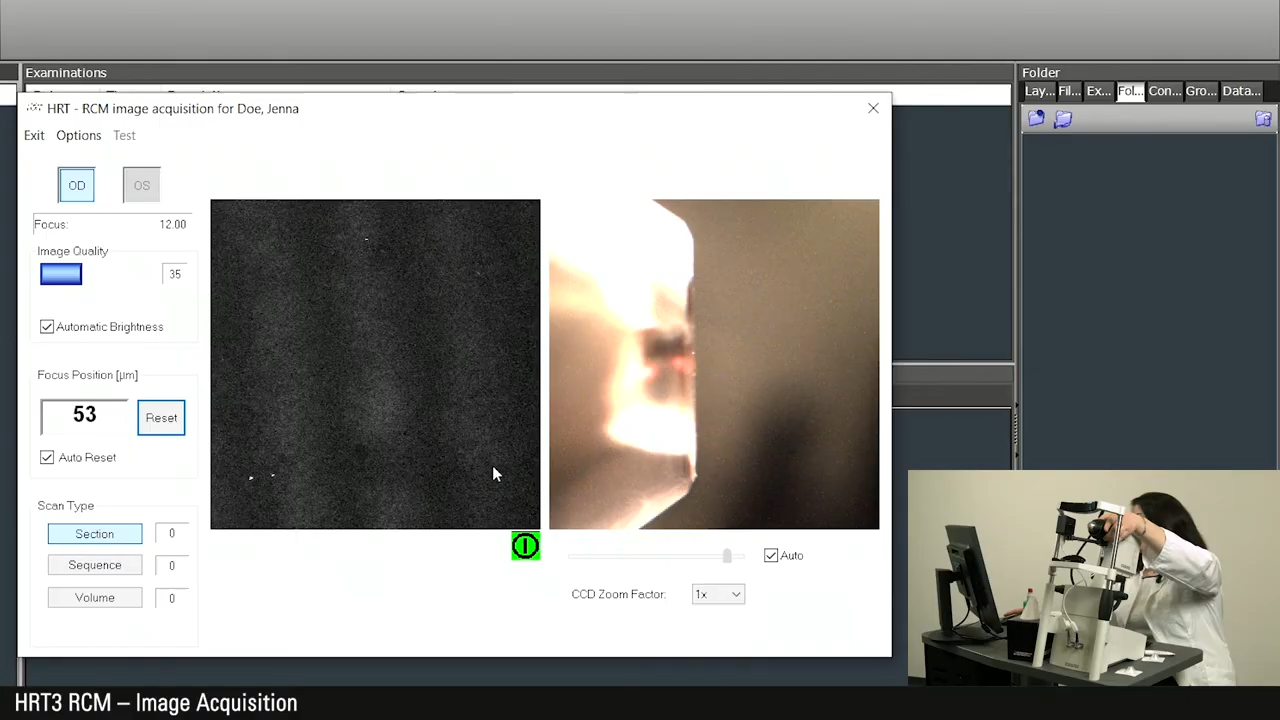 Examinations
Folder
Lay... Fil... Ex... Fol... Con... Gro... Data...
HRT - RCM image acquisition for Doe, Jenna
Exit Options Test
OD OS
Focus: 12.00
Image Quality
35
Automatic Brightness
Focus Position [µm]
53 Reset
Auto Reset
Scan Type
Section 0
Sequence 0
Volume 0
Auto
CCD Zoom Factor: 1x
HRT3 RCM – Image Acquisition